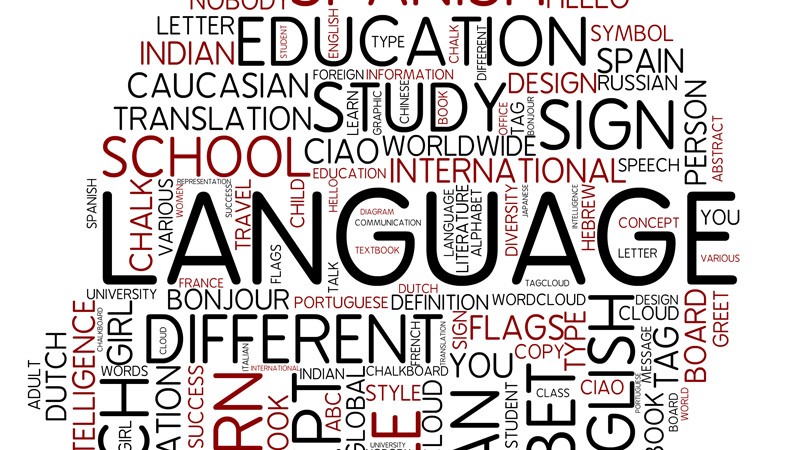 NOBODY SPANISH HELLO
LETTER EDUCATION SYMBOL
STUDENT
ENGLISH
TYPE
CHALK
DIFFERENT
INDIAN
SPAIN
FOREIGN INFORMATION
CAUCASIAN
STUDY
DESIGN RUSSIAN
LEARN
GRAPHIC
CHINESE
BOOK
OFFICE
TAG
BONJOUR
TRANSLATION
SIGN
PERSON
ABSTRACT
SCHOOL CIAO WORLDWIDE
EDUCATION INTERNATIONAL SPEECH
SPANISH
CHALK
VARIOUS
WOMEN
REPRESENTATION
SUCCESS
TRAVEL
CHILD
HELLO
LANGUAGE
DIAGRAM
COMMUNICATION
TEXTBOOK
LANGUAGE
LITERATURE
ALPHABET
DIVERSITY
JAPANESE
INTELLIGENCE
HEBREW
CONCEPT
YOU
LETTER
VARIOUS
FLAGS
TALK
FRANCE
TAGCLOUD
DUTCH
UNIVERSITY BONJOUR PORTUGUESE DEFINITION WORDCLOUD
DESIGN
CLOUD
BOARD
GREET
CHALKBOARD
GIRL
CLOUD
DIFFERENT
SIGN
FLAGS
TYPE
COPY
ENGLISH
MESSAGE
TAG
ITALIAN
FRENCH
TRANSLATION
YOU
ADULT
DUTCH
INTELLIGENCE
WORDS
INTERNATIONAL
INDIAN
CHALKBOARD
SUCCESS
GLOBAL
ABC
STYLE
CLOUD
STUDENT
CLASS
CIAO
PORTUGUESE
BOOK
BOARD
WORLD
GIRL
UNIVERSITY